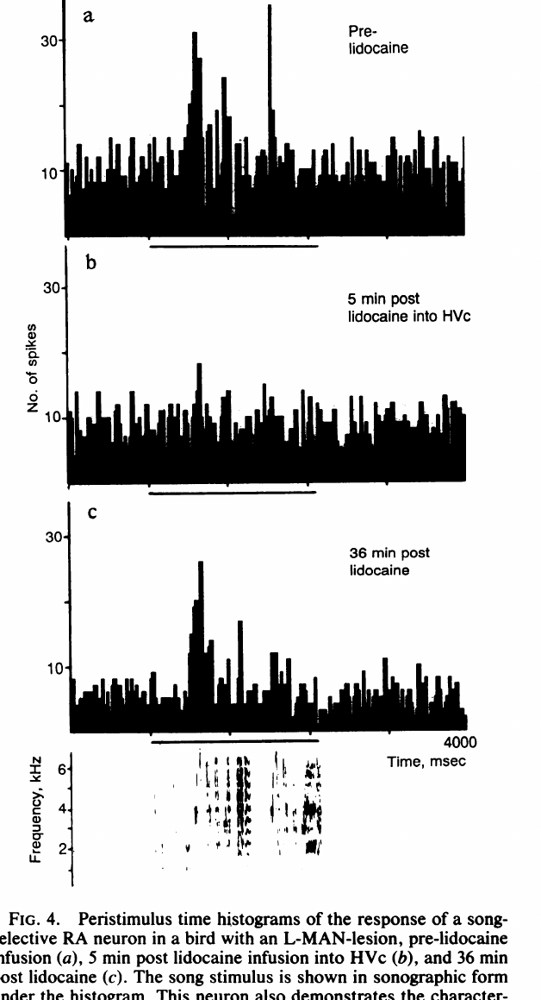 a
30
Pre-
lidocaine
10
b
30
5 min post
lidocaine into HVc
No. of spikes
10
c
30
36 min post
lidocaine
10
4000
Time, msec
Frequency, kHz
6
4
2
FIG. 4. Peristimulus time histograms of the response of a song-
elective RA neuron in a bird with an L-MAN-lesion, pre-lidocaine
nfusion (a), 5 min post lidocaine infusion into HVc (b), and 36 min
ost lidocaine (c). The song stimulus is shown in sonographic form
nder the histogram. This neuron also demonstrates the character-